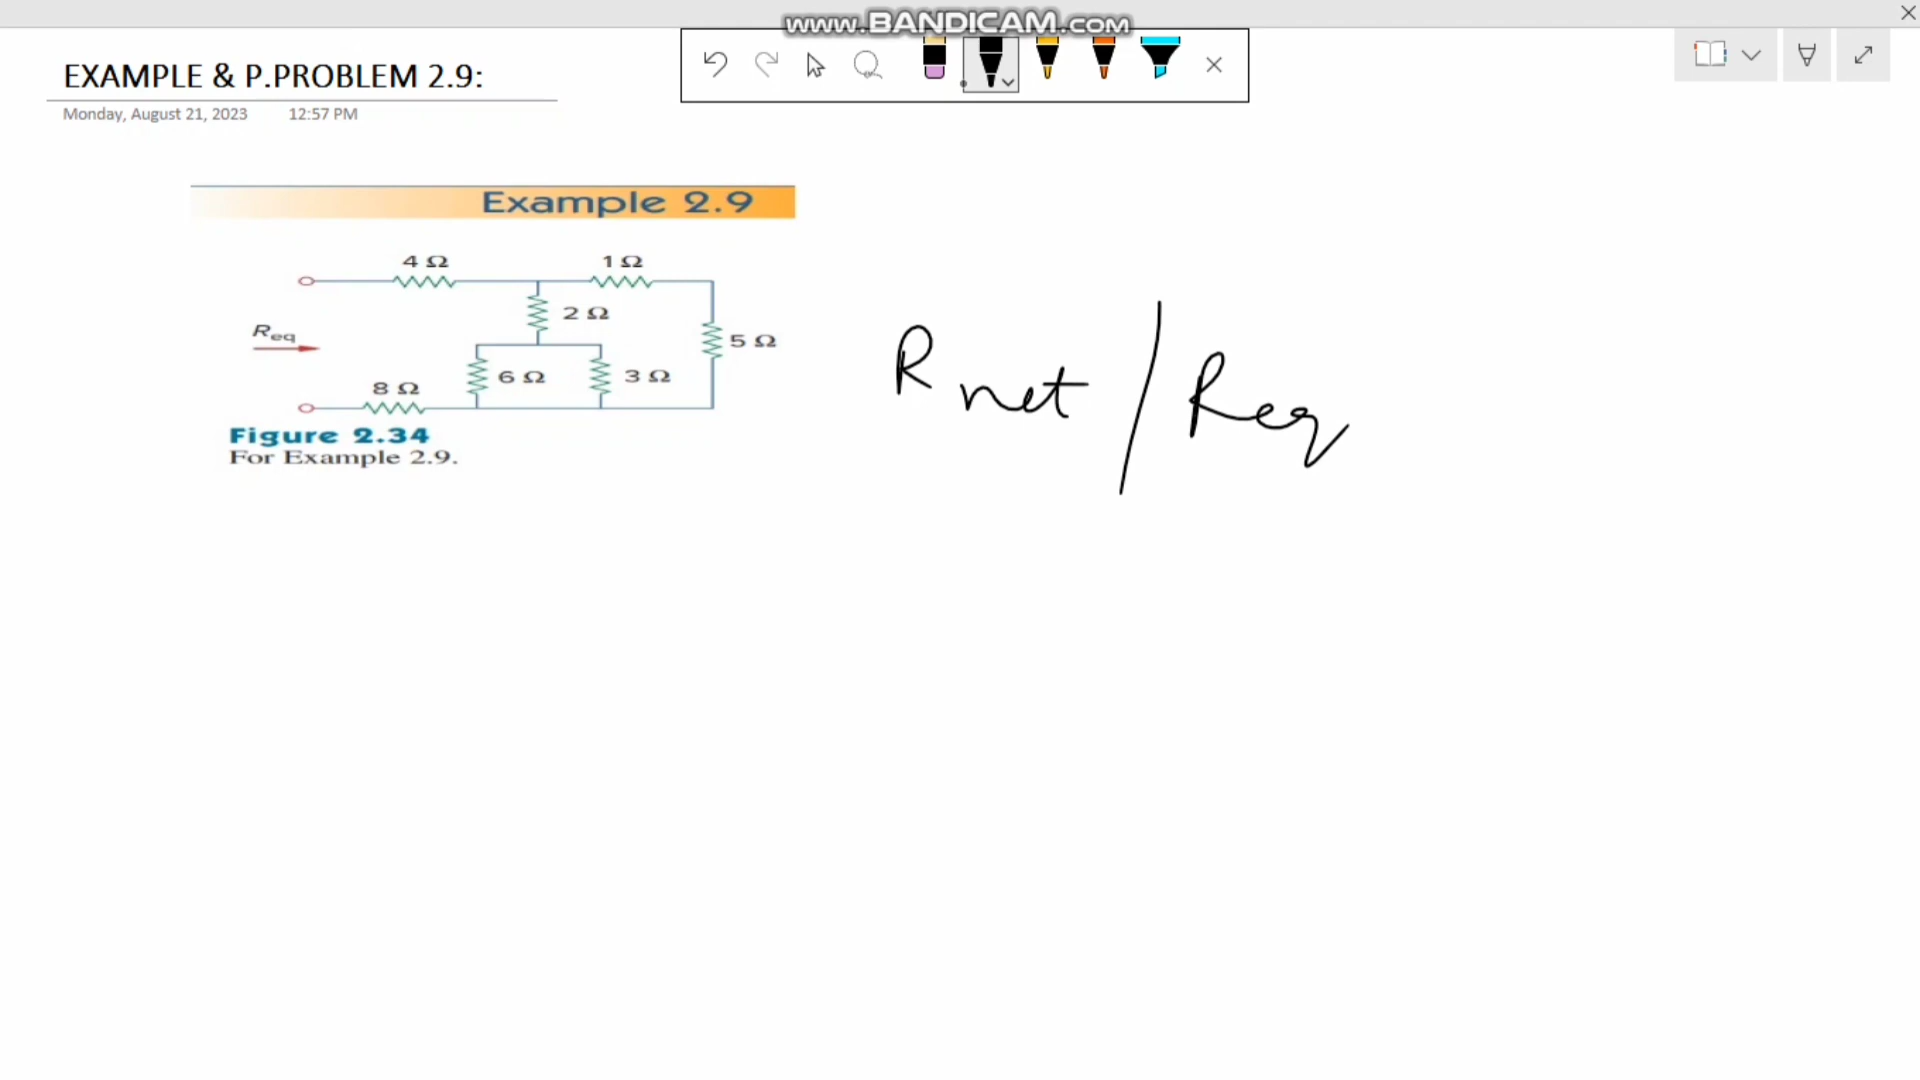 www.BANDICAM.com
EXAMPLE & P.PROBLEM 2.9:
Monday, August 21, 2023 12:57 PM
Example 2.9
4 Ω 1 Ω
2 Ω
Req
5 Ω
6 Ω 3 Ω
8 Ω
Figure 2.34
For Example 2.9.
R net / Req